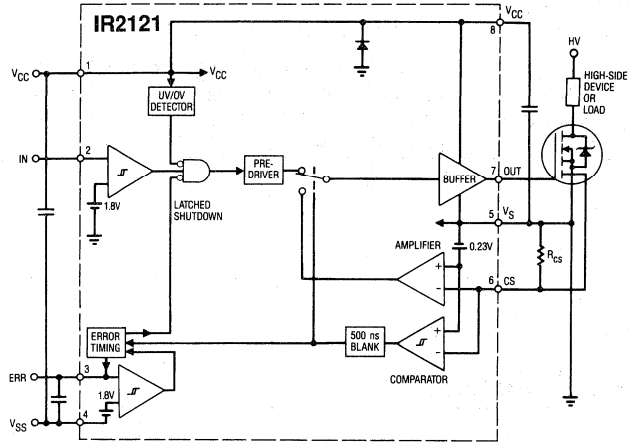 IR2121
VCC
8
HV
1
VCC
VCC
HIGH-SIDE
DEVICE
OR
LOAD
UV/OV
DETECTOR
2
IN
PRE-
DRIVER
BUFFER
7
OUT
1.8V
LATCHED
SHUTDOWN
5
VS
0.23V
AMPLIFIER
RCS
+
−
6
CS
ERROR
TIMING
500 ns
BLANK
+
−
COMPARATOR
ERR
3
1.8V
VSS
4